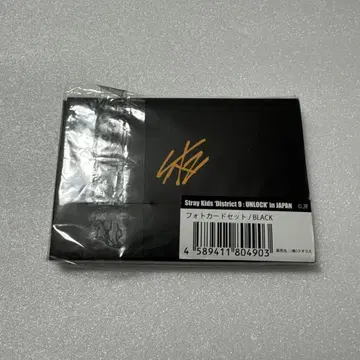 SKZ
Stray Kids 'District 9 : UNLOCK' in JAPAN
フォトカードセット / BLACK
4 589411 804903